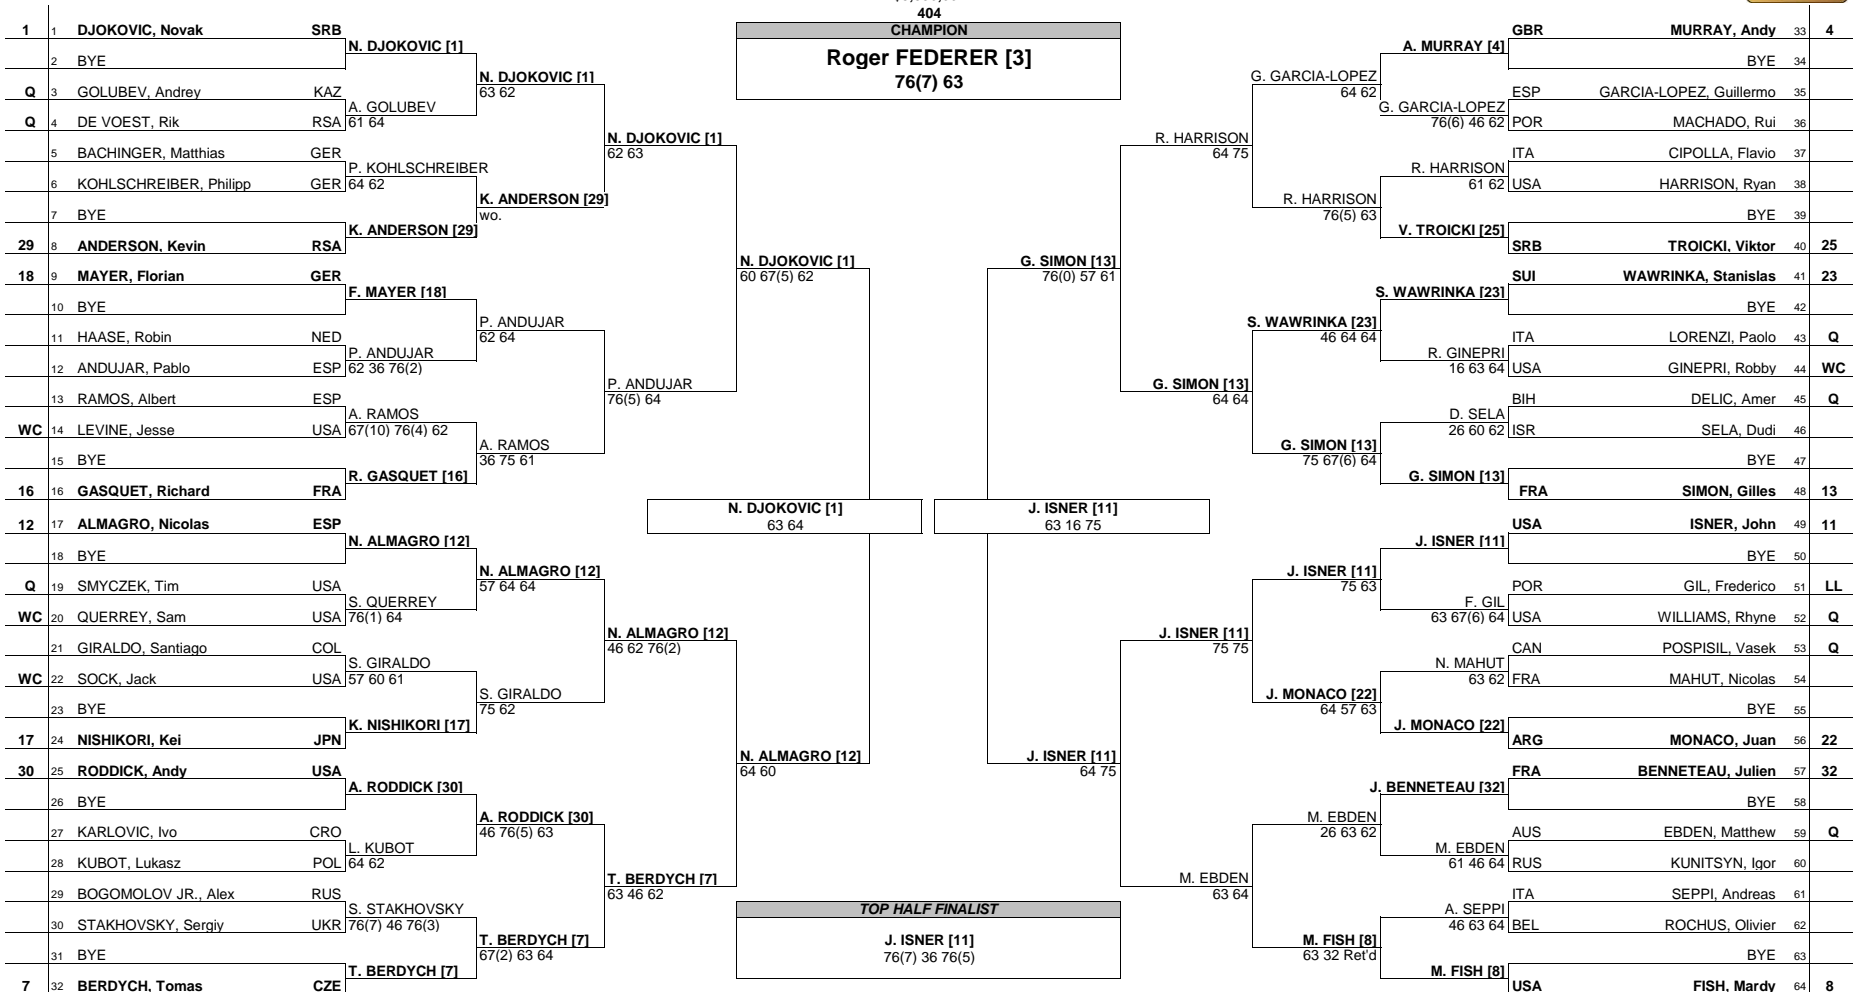 404
CHAMPION
Roger FEDERER [3]
76(7) 63
1 1 DJOKOVIC, Novak SRB
2 BYE
Q 3 GOLUBEV, Andrey KAZ
Q 4 DE VOEST, Rik RSA
5 BACHINGER, Matthias GER
6 KOHLSCHREIBER, Philipp GER
7 BYE
29 8 ANDERSON, Kevin RSA
18 9 MAYER, Florian GER
10 BYE
11 HAASE, Robin NED
12 ANDUJAR, Pablo ESP
13 RAMOS, Albert ESP
WC 14 LEVINE, Jesse USA
15 BYE
16 16 GASQUET, Richard FRA
12 17 ALMAGRO, Nicolas ESP
18 BYE
Q 19 SMYCZEK, Tim USA
WC 20 QUERREY, Sam USA
21 GIRALDO, Santiago COL
WC 22 SOCK, Jack USA
23 BYE
17 24 NISHIKORI, Kei JPN
30 25 RODDICK, Andy USA
26 BYE
27 KARLOVIC, Ivo CRO
28 KUBOT, Lukasz POL
29 BOGOMOLOV JR., Alex RUS
30 STAKHOVSKY, Sergiy UKR
31 BYE
7 32 BERDYCH, Tomas CZE
N. DJOKOVIC [1]
A. GOLUBEV
61 64
P. KOHLSCHREIBER
64 62
K. ANDERSON [29]
F. MAYER [18]
P. ANDUJAR
62 36 76(2)
A. RAMOS
67(10) 76(4) 62
R. GASQUET [16]
N. ALMAGRO [12]
S. QUERREY
76(1) 64
S. GIRALDO
57 60 61
K. NISHIKORI [17]
A. RODDICK [30]
L. KUBOT
64 62
S. STAKHOVSKY
76(7) 46 76(3)
T. BERDYCH [7]
N. DJOKOVIC [1]
63 62
K. ANDERSON [29]
wo.
P. ANDUJAR
62 64
A. RAMOS
36 75 61
N. ALMAGRO [12]
57 64 64
S. GIRALDO
75 62
A. RODDICK [30]
46 76(5) 63
T. BERDYCH [7]
67(2) 63 64
N. DJOKOVIC [1]
62 63
P. ANDUJAR
76(5) 64
N. ALMAGRO [12]
46 62 76(2)
T. BERDYCH [7]
63 46 62
N. DJOKOVIC [1]
60 67(5) 62
N. ALMAGRO [12]
64 60
N. DJOKOVIC [1]
63 64
J. ISNER [11]
63 16 75
TOP HALF FINALIST
J. ISNER [11]
76(7) 36 76(5)
G. SIMON [13]
76(0) 57 61
J. ISNER [11]
64 75
R. HARRISON
64 75
G. SIMON [13]
64 64
J. ISNER [11]
75 75
M. EBDEN
63 64
G. GARCIA-LOPEZ
64 62
R. HARRISON
76(5) 63
S. WAWRINKA [23]
46 64 64
G. SIMON [13]
75 67(6) 64
J. ISNER [11]
75 63
J. MONACO [22]
64 57 63
M. EBDEN
26 63 62
M. FISH [8]
63 32 Ret'd
A. MURRAY [4]
G. GARCIA-LOPEZ
76(6) 46 62
R. HARRISON
61 62
V. TROICKI [25]
S. WAWRINKA [23]
R. GINEPRI
16 63 64
D. SELA
26 60 62
G. SIMON [13]
J. ISNER [11]
F. GIL
63 67(6) 64
N. MAHUT
63 62
J. MONACO [22]
J. BENNETEAU [32]
M. EBDEN
61 46 64
A. SEPPI
46 63 64
M. FISH [8]
GBR MURRAY, Andy 33 4
BYE 34
ESP GARCIA-LOPEZ, Guillermo 35
POR MACHADO, Rui 36
ITA CIPOLLA, Flavio 37
USA HARRISON, Ryan 38
BYE 39
SRB TROICKI, Viktor 40 25
SUI WAWRINKA, Stanislas 41 23
BYE 42
ITA LORENZI, Paolo 43 Q
USA GINEPRI, Robby 44 WC
BIH DELIC, Amer 45 Q
ISR SELA, Dudi 46
BYE 47
FRA SIMON, Gilles 48 13
USA ISNER, John 49 11
BYE 50
POR GIL, Frederico 51 LL
USA WILLIAMS, Rhyne 52 Q
CAN POSPISIL, Vasek 53 Q
FRA MAHUT, Nicolas 54
BYE 55
ARG MONACO, Juan 56 22
FRA BENNETEAU, Julien 57 32
BYE 58
AUS EBDEN, Matthew 59 Q
RUS KUNITSYN, Igor 60
ITA SEPPI, Andreas 61
BEL ROCHUS, Olivier 62
BYE 63
USA FISH, Mardy 64 8